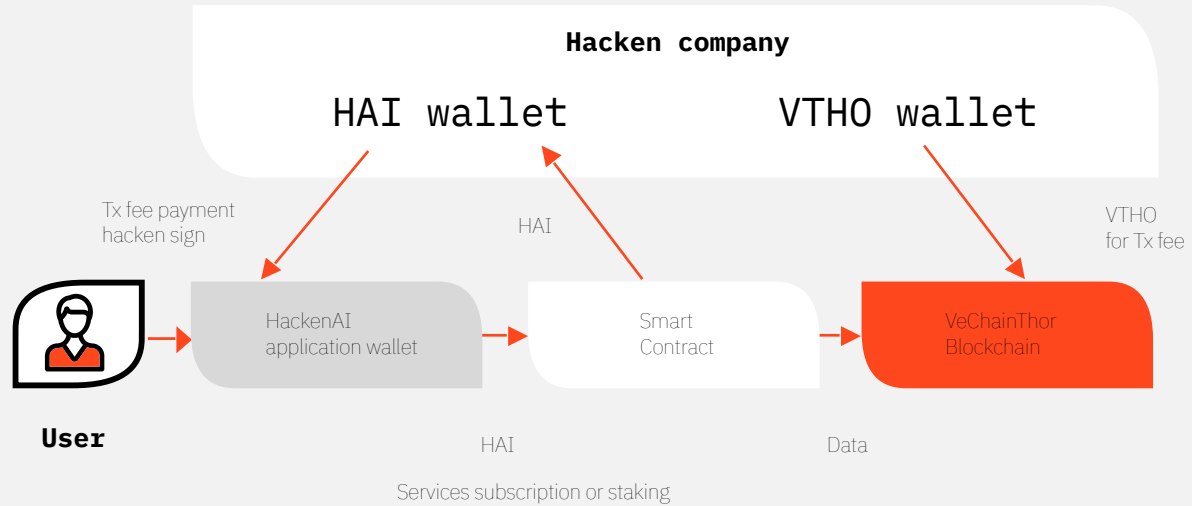 Hacken company
HAI wallet
VTHO wallet
Tx fee payment
hacken sign
HAI
VTHO
for Tx fee
HackenAI
application wallet
Smart
Contract
VeChainThor
Blockchain
User
HAI
Data
Services subscription or staking